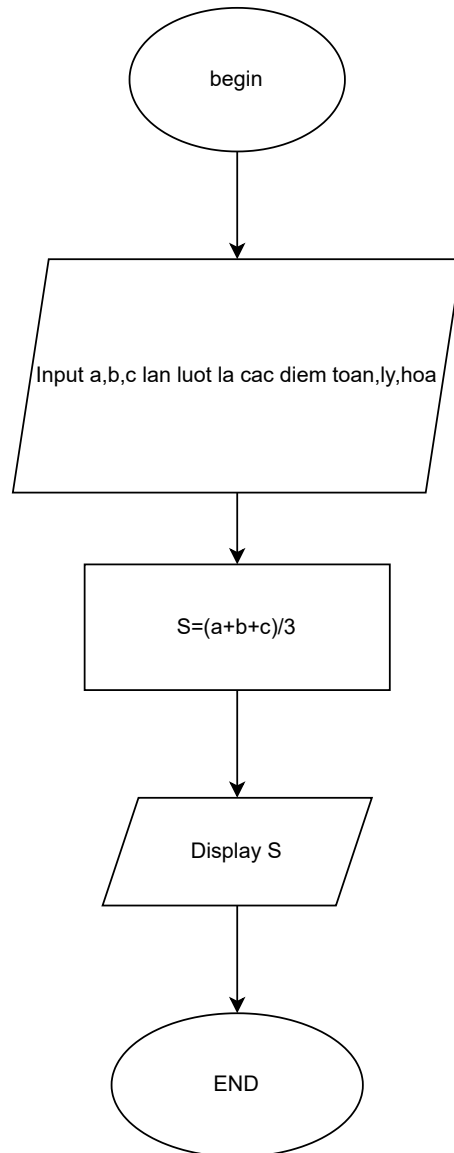 begin
Input a,b,c lan luot la cac diem toan,ly,hoa
S=(a+b+c)/3
Display S
END